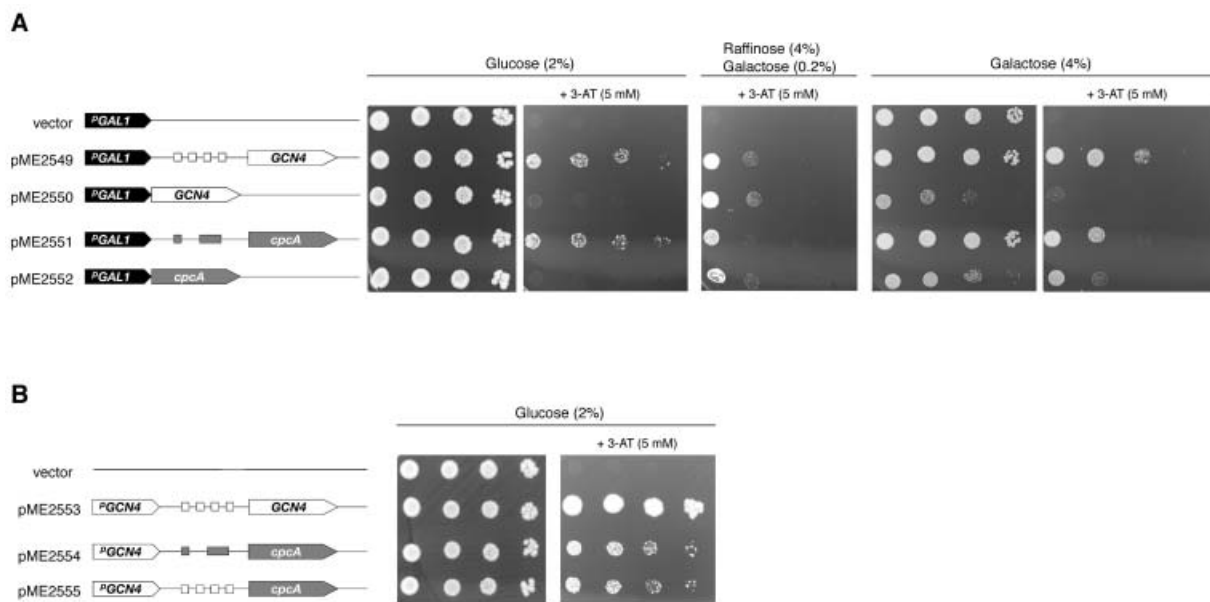 A
Glucose (2%)
Raffinose (4%)
Galactose (0.2%)
Galactose (4%)
+ 3-AT (5 mM)
+ 3-AT (5 mM)
+ 3-AT (5 mM)
vector
PGAL1
pME2549
PGAL1
GCN4
pME2550
PGAL1
GCN4
pME2551
PGAL1
cpcA
pME2552
PGAL1
cpcA
B
Glucose (2%)
+ 3-AT (5 mM)
vector
pME2553
PGCN4
GCN4
pME2554
PGCN4
cpcA
pME2555
PGCN4
cpcA